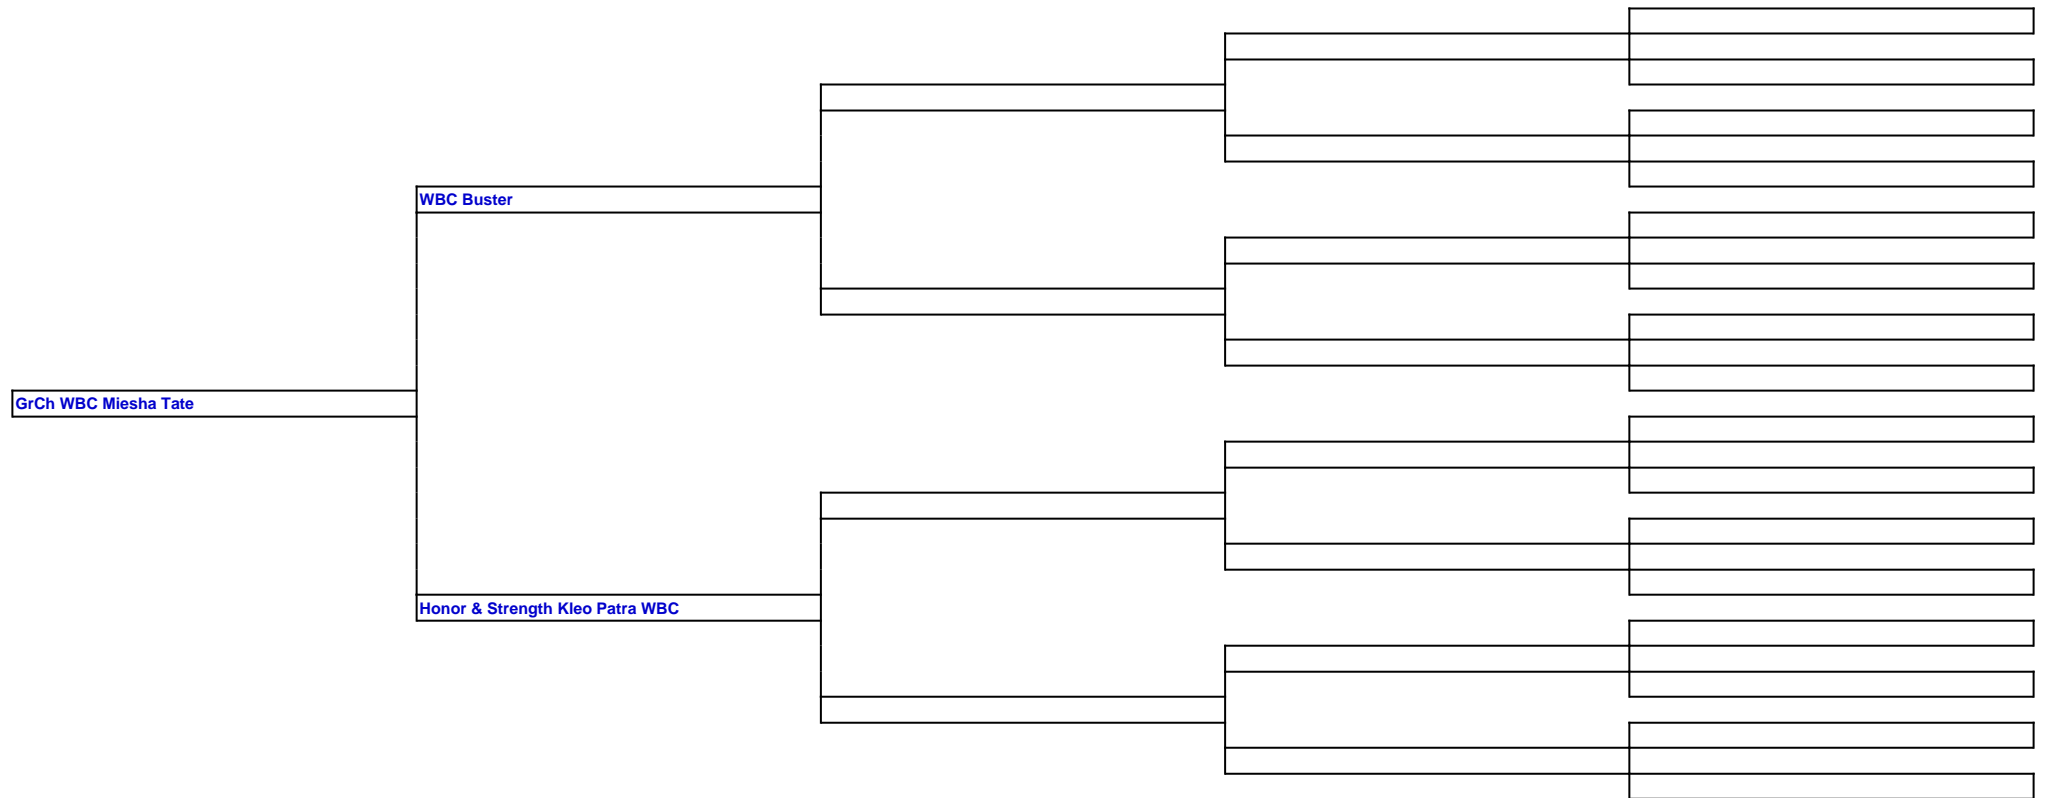 WBC Buster
GrCh WBC Miesha Tate
Honor & Strength Kleo Patra WBC